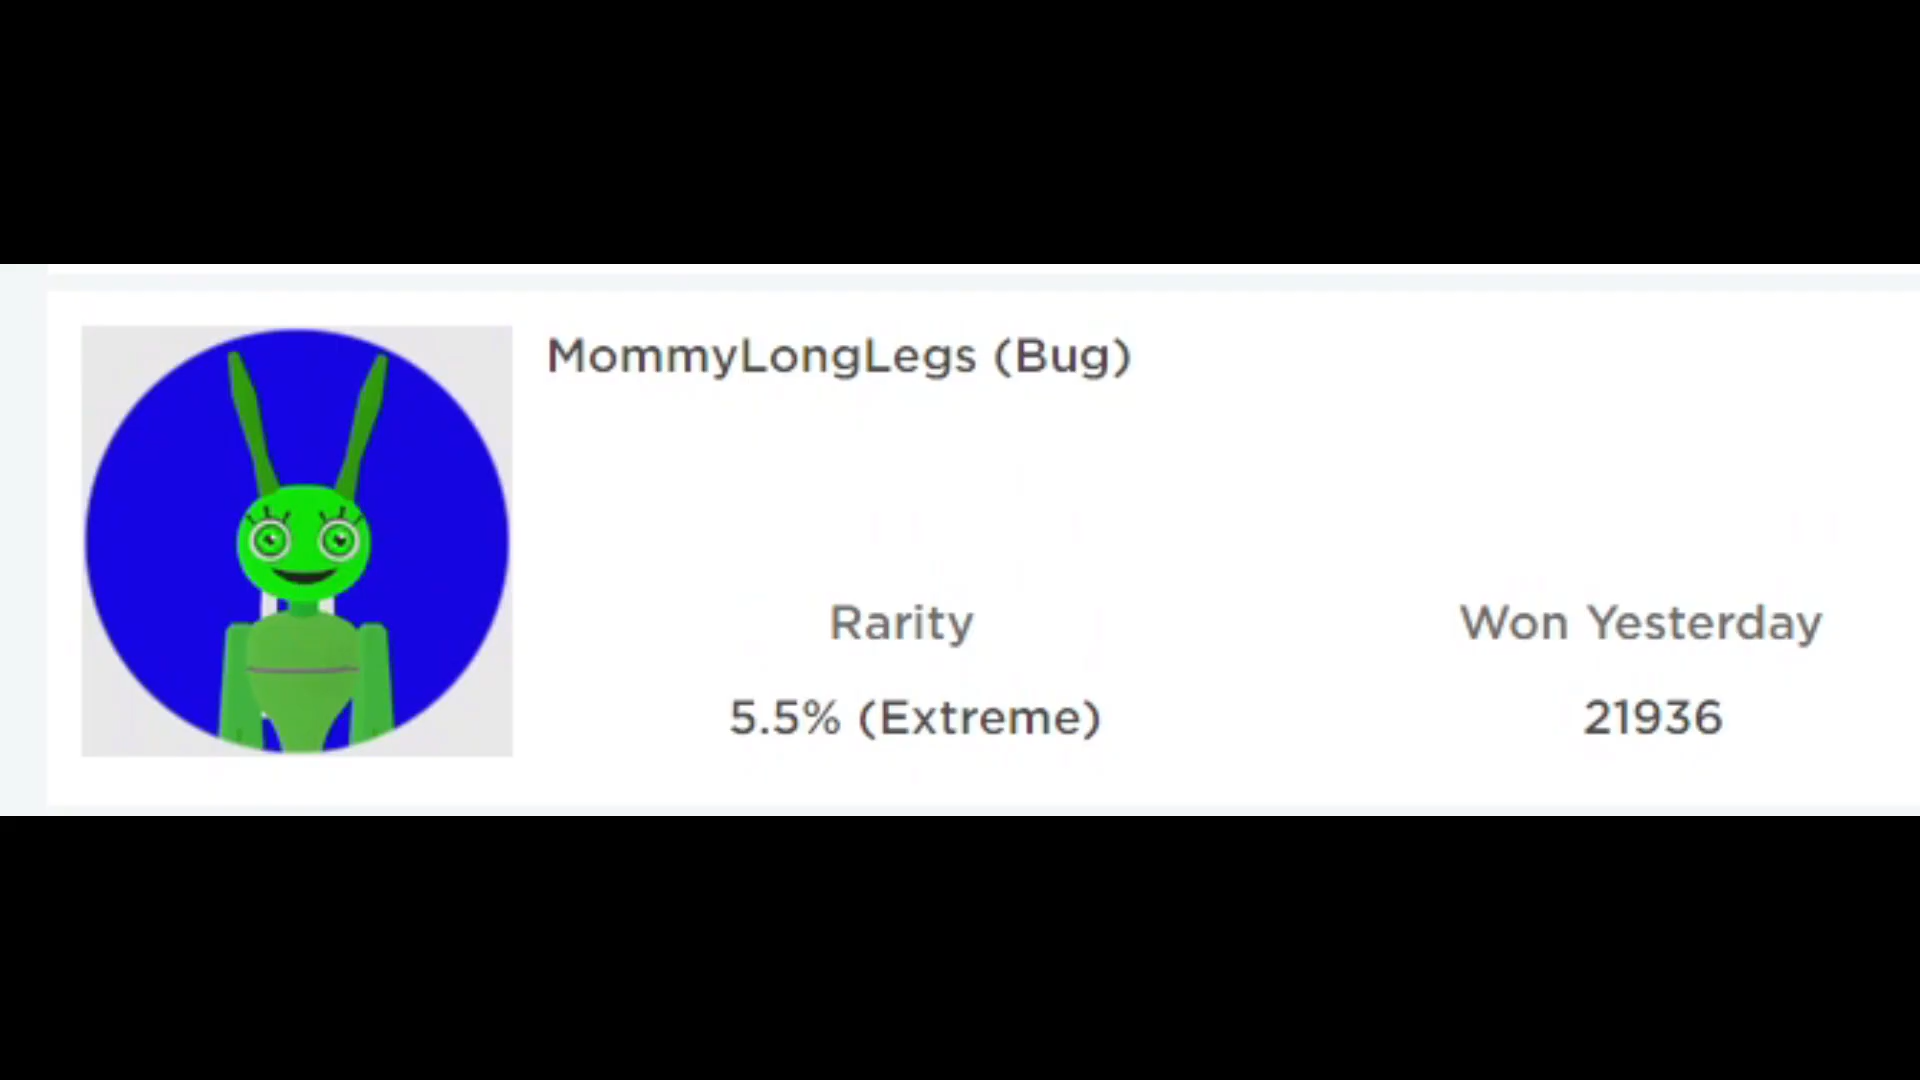 MommyLongLegs (Bug)
Rarity
Won Yesterday
5.5% (Extreme)
21936